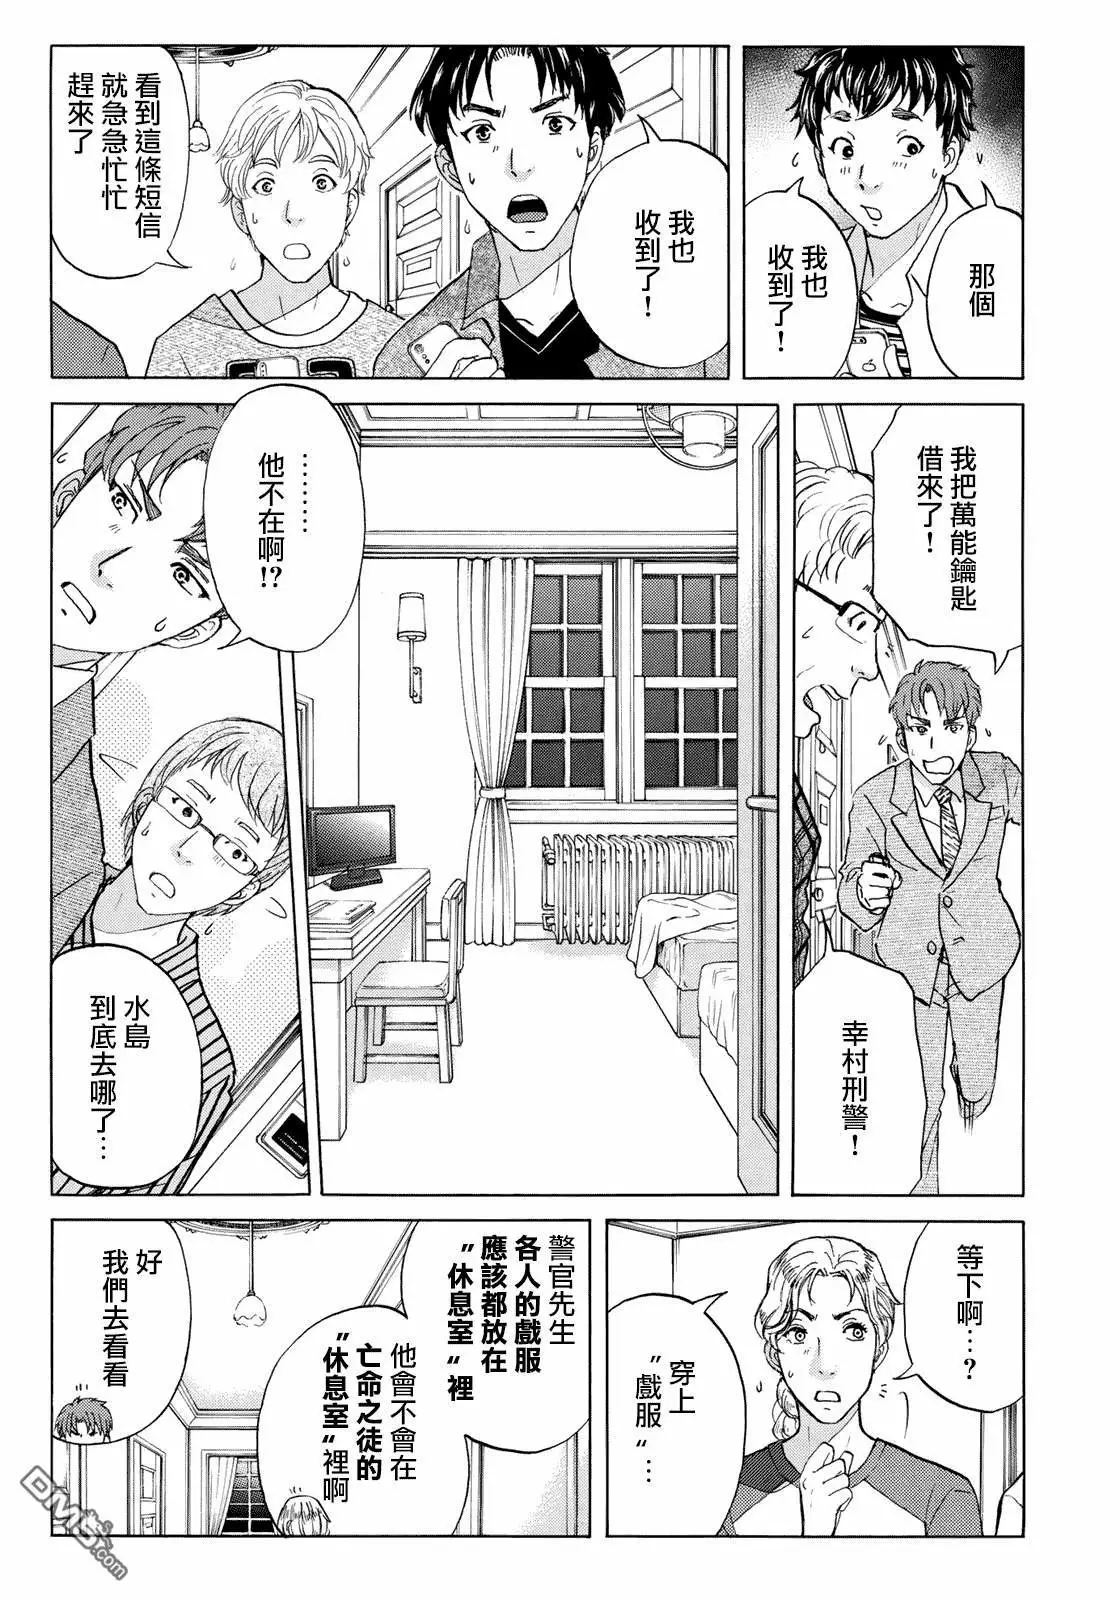 那個
我也
收到了！
我也
收到了！
看到這條短信
就急急忙忙
趕來了
我把萬能鑰匙
借來了！
幸村刑警！
………
他不在啊!?
水島
到底去哪了…
等下啊…?
穿上
〝戲服〟…
警官先生
各人的戲服
應該都放在
〝休息室〟裡
他會不會在
亡命之徒的
〝休息室〟裡啊
好
我們去看看
DM5.com